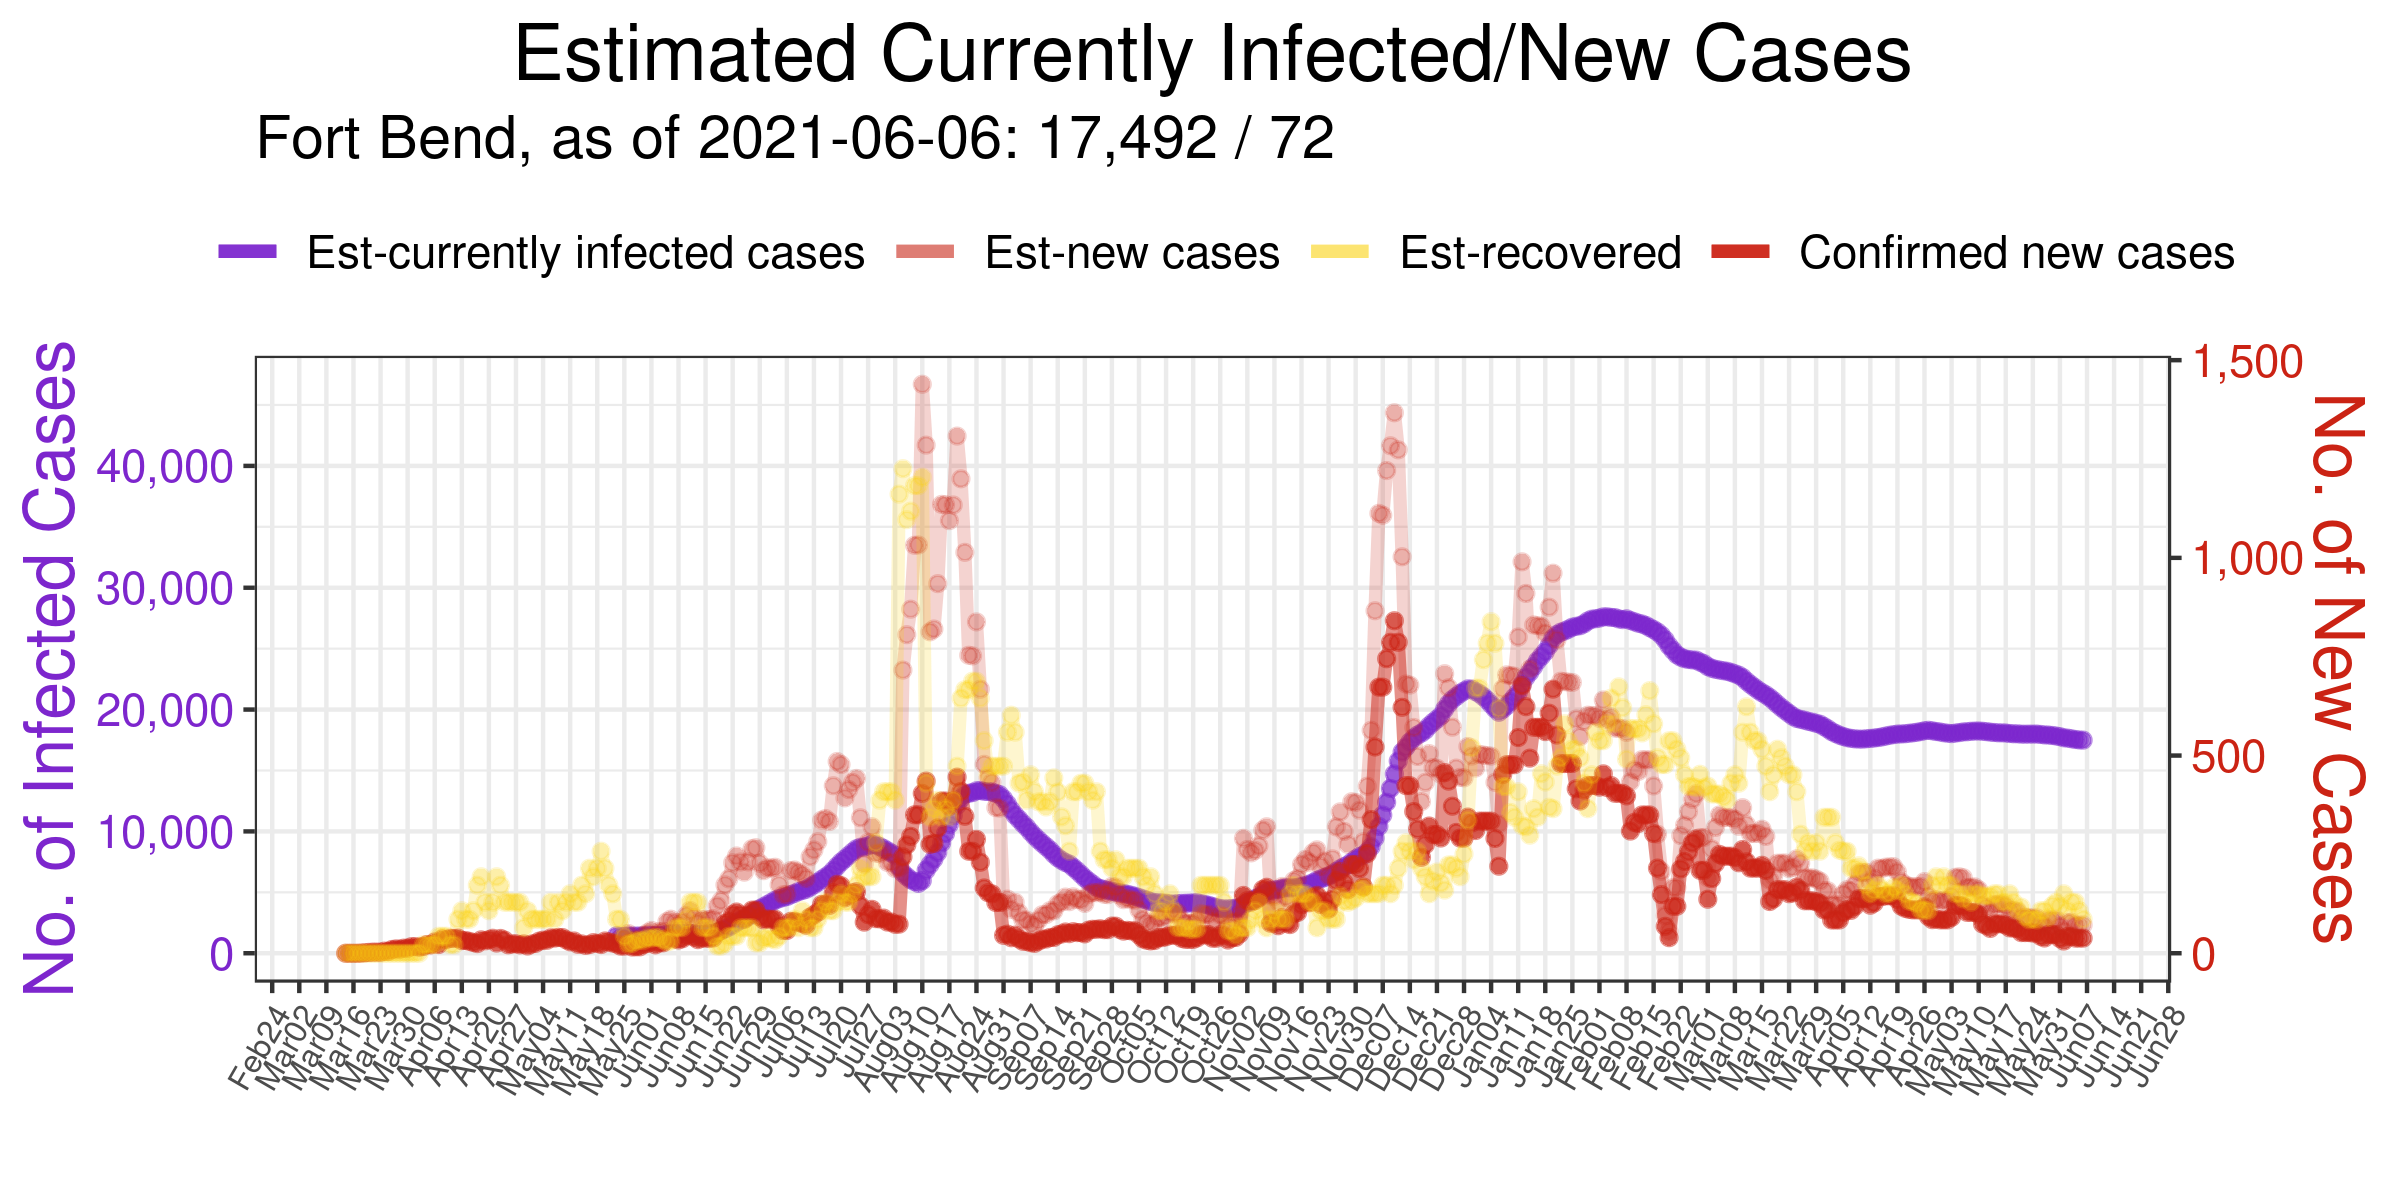 Estimated Currently Infected/New Cases
Fort Bend, as of 2021-06-06: 17,492 / 72
Est-currently infected cases Est-new cases Est-recovered Confirmed new cases
No. of Infected Cases
40,000
30,000
20,000
10,000
0
1,500
1,000
500
0
No. of New Cases
Feb24 Mar02 Mar09 Mar16 Mar23 Mar30 Apr06 Apr13 Apr20 Apr27 May04 May11 May18 May25 Jun01 Jun08 Jun15 Jun22 Jun29 Jul06 Jul13 Jul20 Jul27 Aug03 Aug10 Aug17 Aug24 Aug31 Sep07 Sep14 Sep21 Sep28 Oct05 Oct12 Oct19 Oct26 Nov02 Nov09 Nov16 Nov23 Nov30 Dec07 Dec14 Dec21 Dec28 Jan04 Jan11 Jan18 Jan25 Feb01 Feb08 Feb15 Feb22 Mar01 Mar08 Mar15 Mar22 Mar29 Apr05 Apr12 Apr19 Apr26 May03 May10 May17 May24 May31 Jun07 Jun14 Jun21 Jun28